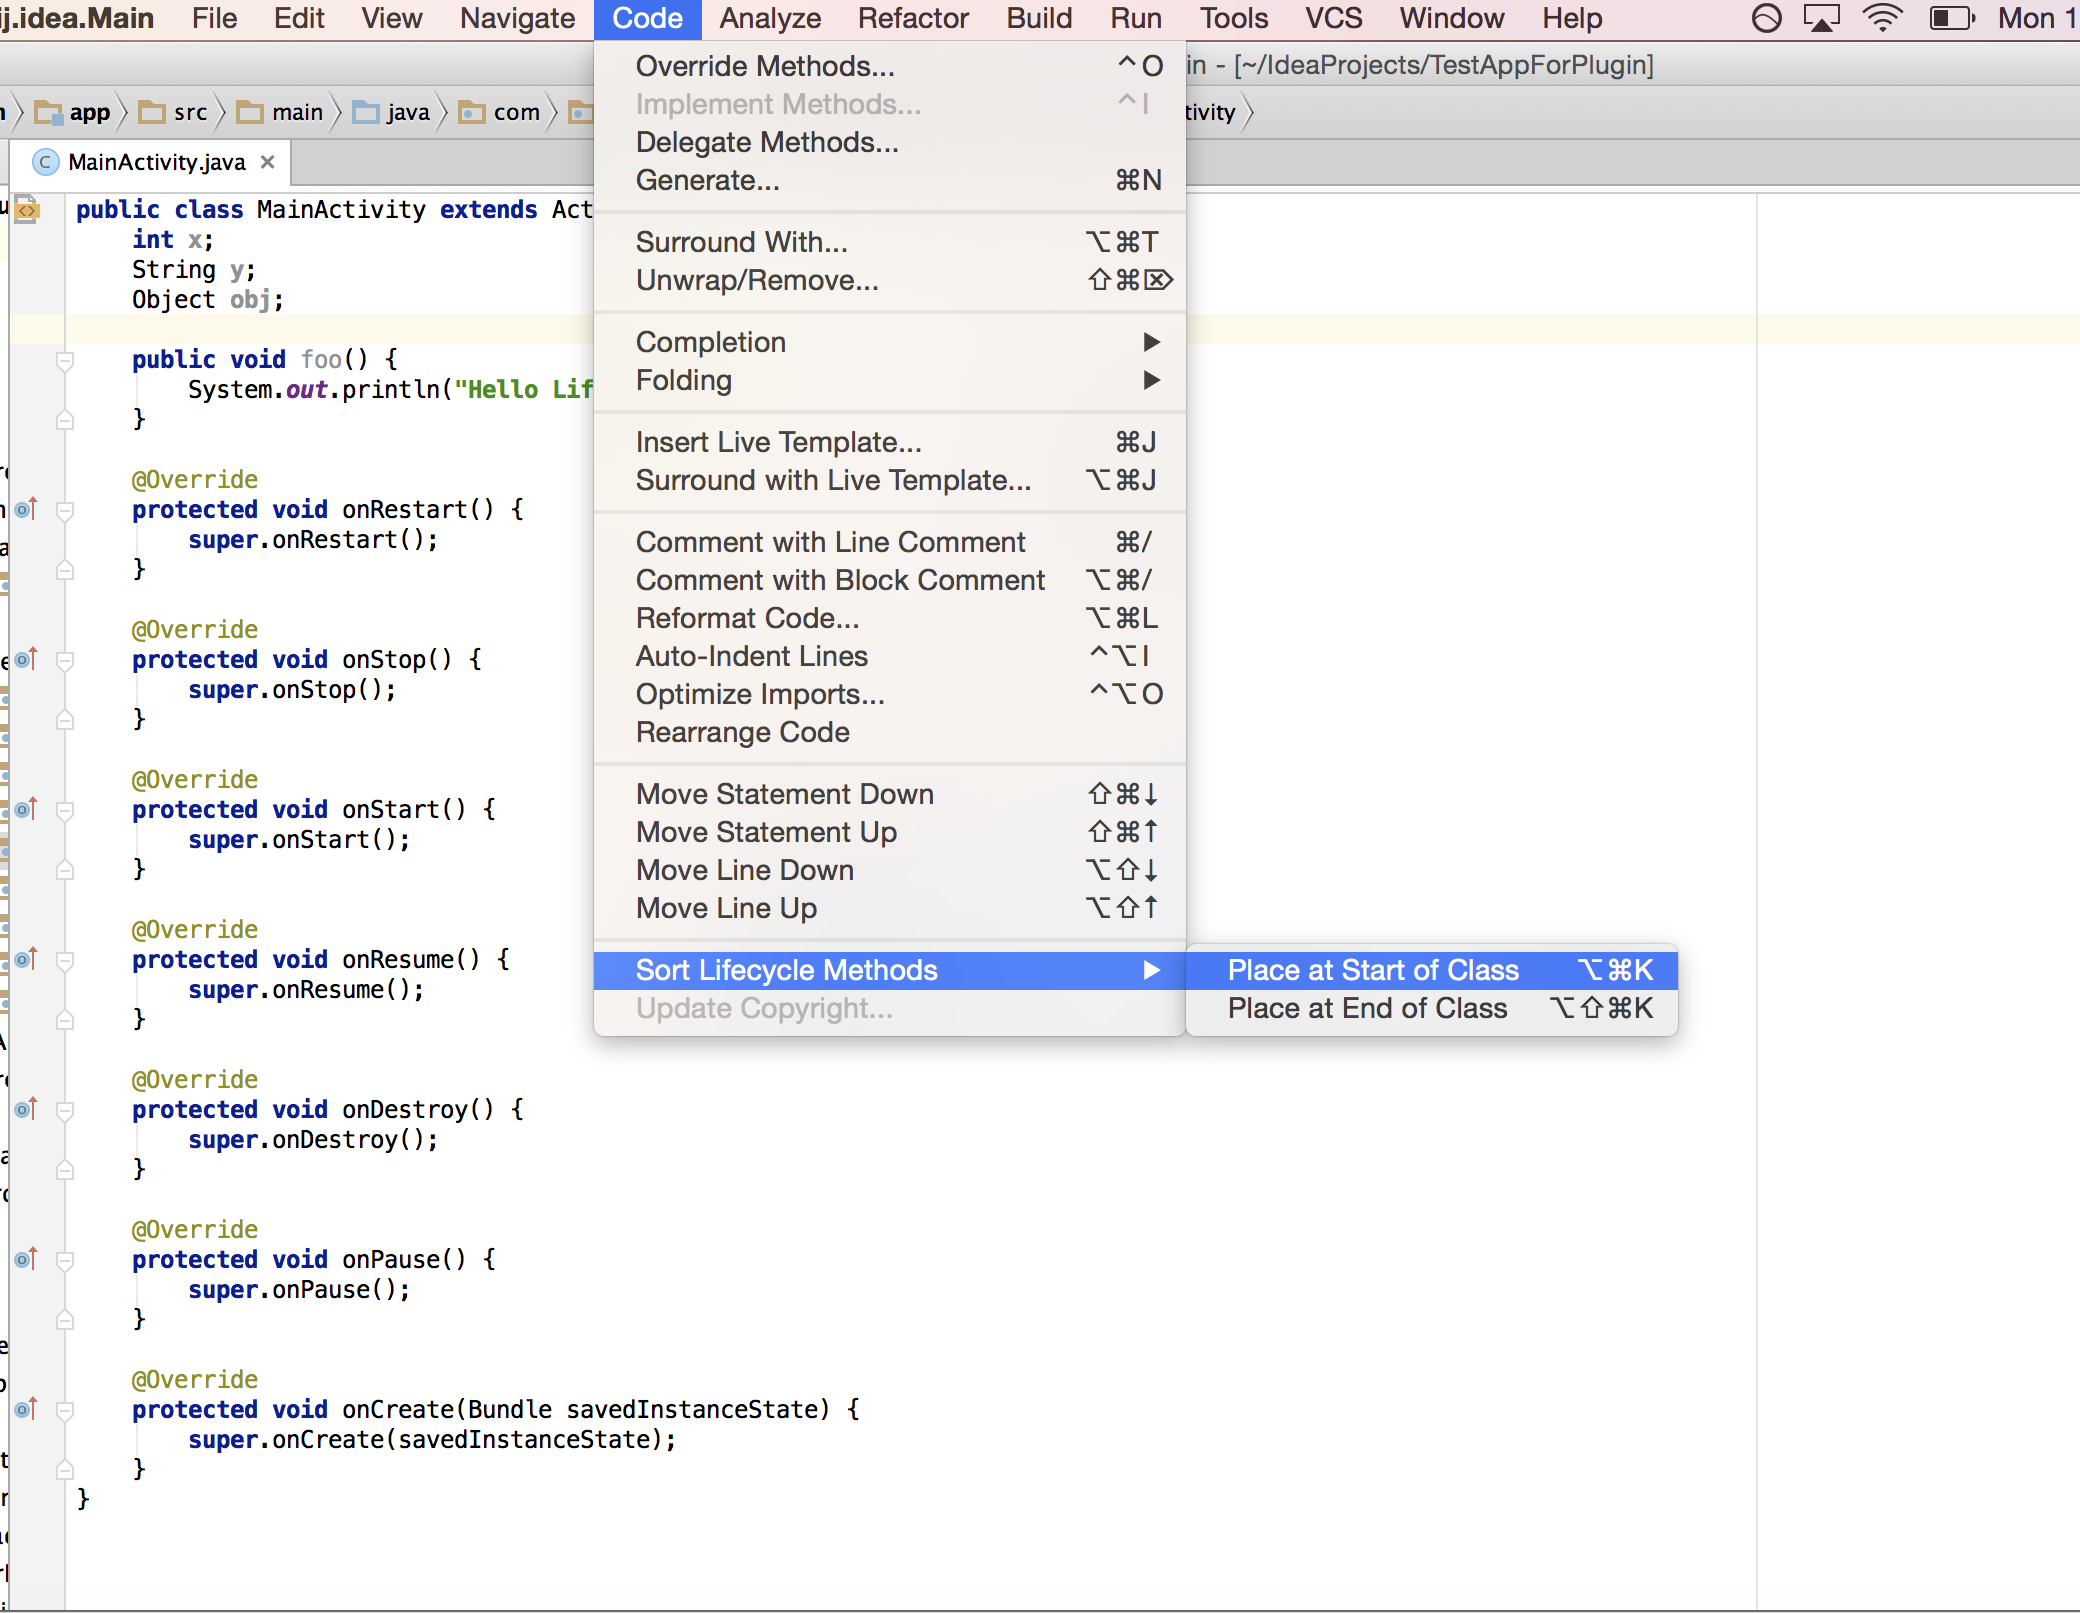 ij.idea.Main File Edit View Navigate Code Analyze Refactor Build Run Tools VCS Window Help Mon 1
in - [~/IdeaProjects/TestAppForPlugin]
app src main java com tivity
MainActivity.java
public class MainActivity extends Act
int x;
String y;
Object obj;
public void foo() {
System.out.println("Hello Lif
}
@Override
protected void onRestart() {
super.onRestart();
}
@Override
protected void onStop() {
super.onStop();
}
@Override
protected void onStart() {
super.onStart();
}
@Override
protected void onResume() {
super.onResume();
}
@Override
protected void onDestroy() {
super.onDestroy();
}
@Override
protected void onPause() {
super.onPause();
}
@Override
protected void onCreate(Bundle savedInstanceState) {
super.onCreate(savedInstanceState);
}
}
Override Methods... ^O
Implement Methods... ^I
Delegate Methods...
Generate... ⌘N
Surround With... ⌥⌘T
Unwrap/Remove... ⇧⌘⌦
Completion ▶
Folding ▶
Insert Live Template... ⌘J
Surround with Live Template... ⌥⌘J
Comment with Line Comment ⌘/
Comment with Block Comment ⌥⌘/
Reformat Code... ⌥⌘L
Auto-Indent Lines ^⌥I
Optimize Imports... ^⌥O
Rearrange Code
Move Statement Down ⇧⌘↓
Move Statement Up ⇧⌘↑
Move Line Down ⌥⇧↓
Move Line Up ⌥⇧↑
Sort Lifecycle Methods ▶
Update Copyright...
Place at Start of Class ⌥⌘K
Place at End of Class ⌥⇧⌘K